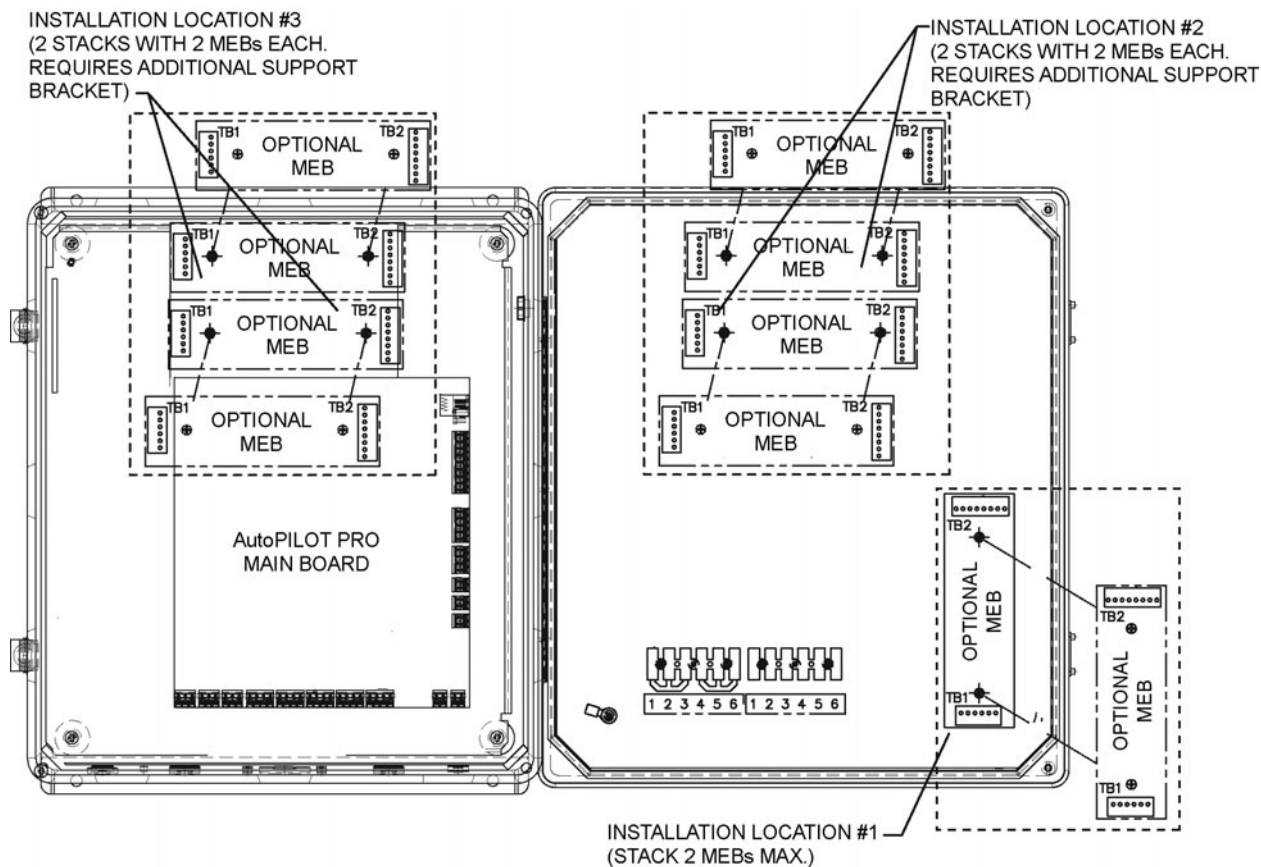 INSTALLATION LOCATION #3
(2 STACKS WITH 2 MEBs EACH.
REQUIRES ADDITIONAL SUPPORT
BRACKET)
INSTALLATION LOCATION #2
(2 STACKS WITH 2 MEBs EACH.
REQUIRES ADDITIONAL SUPPORT
BRACKET)
TB1
OPTIONAL
MEB
TB2
TB1
OPTIONAL
MEB
TB2
TB1
OPTIONAL
MEB
TB2
TB1
OPTIONAL
MEB
TB2
AutoPILOT PRO
MAIN BOARD
TB1
OPTIONAL
MEB
TB2
TB1
OPTIONAL
MEB
TB2
TB1
OPTIONAL
MEB
TB2
TB1
OPTIONAL
MEB
TB2
TB2
OPTIONAL
MEB
TB1
TB2
OPTIONAL
MEB
TB1
1 2 3 4 5 6
1 2 3 4 5 6
INSTALLATION LOCATION #1
(STACK 2 MEBs MAX.)